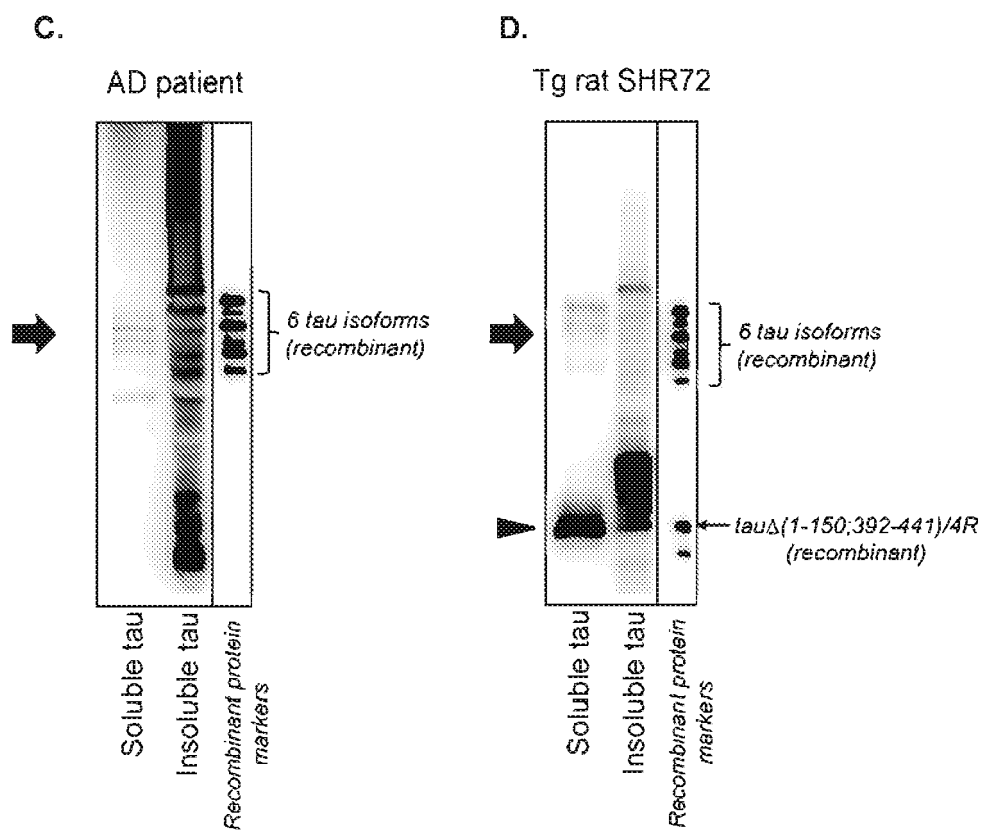 C.
AD patient
6 tau isoforms
(recombinant)
Soluble tau
Insoluble tau
Recombinant protein
markers
D.
Tg rat SHR72
6 tau isoforms
(recombinant)
tauΔ(1-150;392-441)/4R
(recombinant)
Soluble tau
Insoluble tau
Recombinant protein
markers